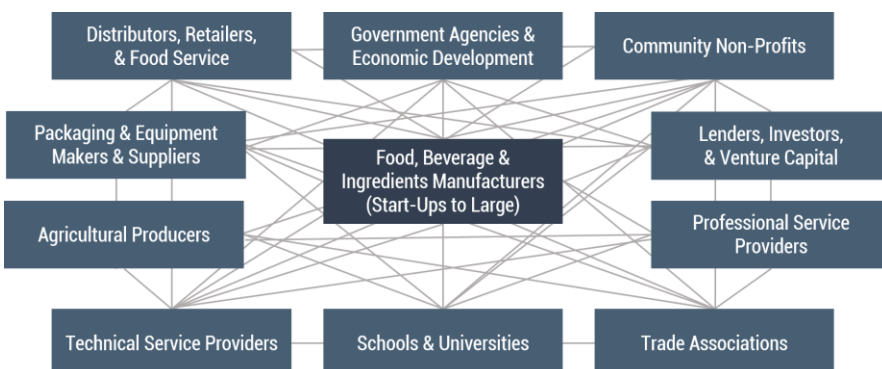 Distributors, Retailers,
& Food Service
Government Agencies &
Economic Development
Community Non-Profits
Packaging & Equipment
Makers & Suppliers
Food, Beverage &
Ingredients Manufacturers
(Start-Ups to Large)
Lenders, Investors,
& Venture Capital
Agricultural Producers
Professional Service
Providers
Technical Service Providers
Schools & Universities
Trade Associations